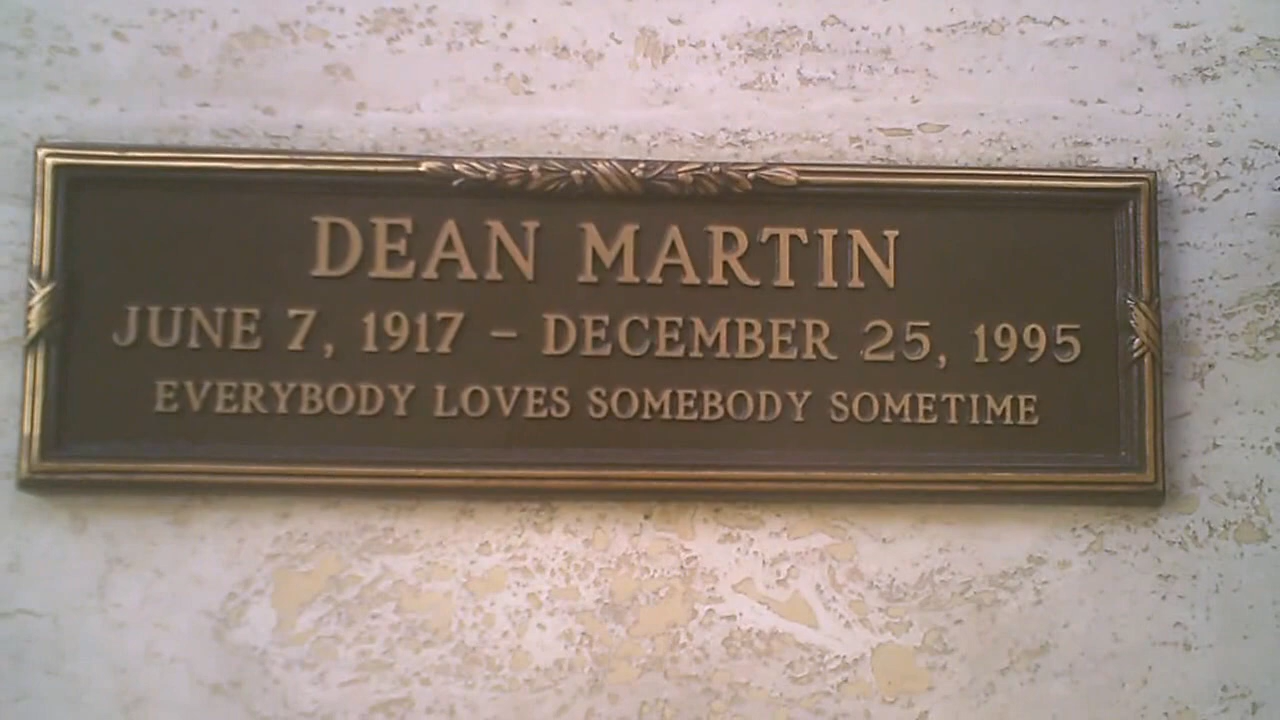 DEAN MARTIN
JUNE 7, 1917 – DECEMBER 25, 1995
EVERYBODY LOVES SOMEBODY SOMETIME